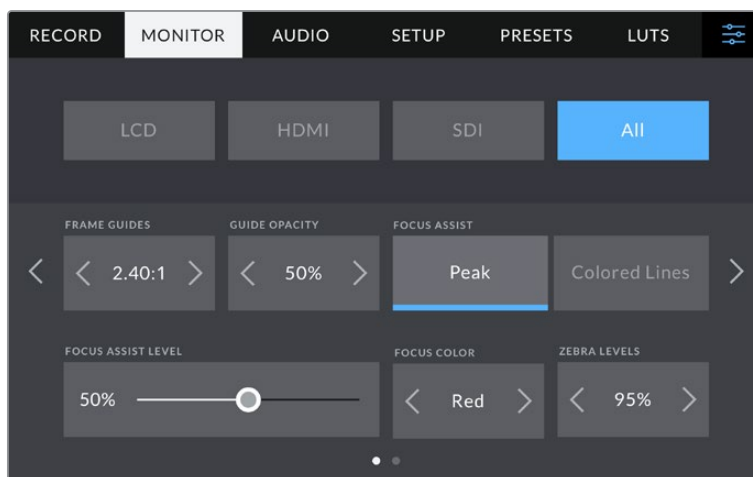 RECORD MONITOR AUDIO SETUP PRESETS LUTS
LCD HDMI SDI All
FRAME GUIDES GUIDE OPACITY FOCUS ASSIST
2.40:1 50% Peak Colored Lines
FOCUS ASSIST LEVEL FOCUS COLOR ZEBRA LEVELS
50% Red 95%